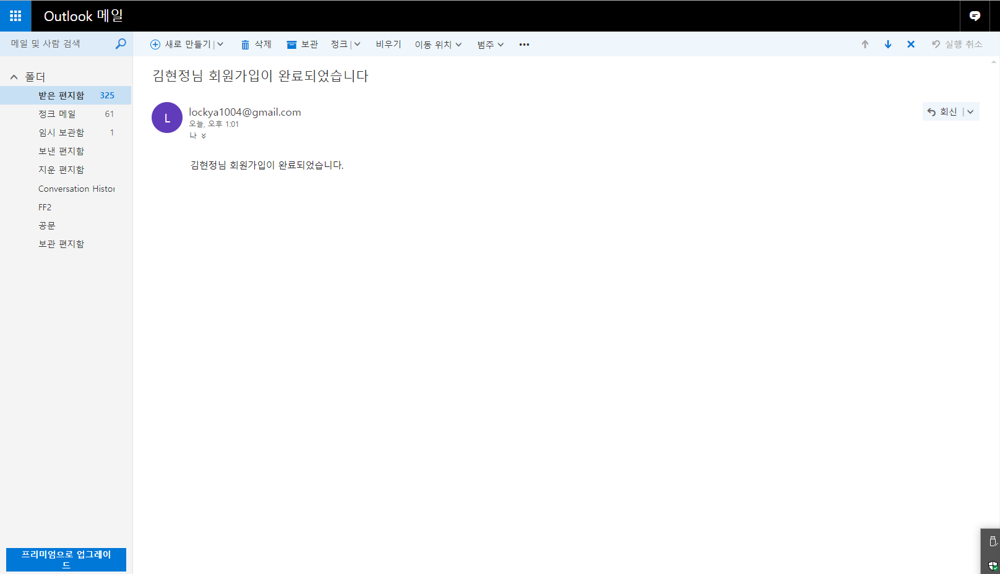 Outlook 메일
메일 및 사람 검색
새로 만들기 | 삭제 보관 정크 | 비우기 이동 위치 범주 ••• 실행 취소
폴더
받은 편지함 325
정크 메일 61
임시 보관함 1
보낸 편지함
지운 편지함
Conversation Histor
FF2
공문
보관 편지함
프리미엄으로 업그레이
드
김현정님 회원가입이 완료되었습니다
L
lockya1004@gmail.com
오늘, 오후 1:01
나
회신
김현정님 회원가입이 완료되었습니다.